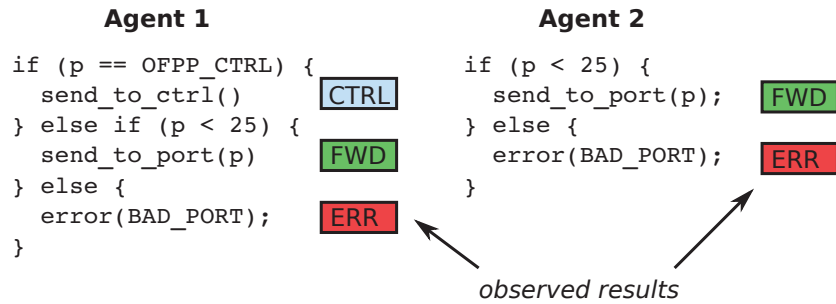 Agent 1
if (p == OFPP_CTRL) {
send_to_ctrl()
CTRL
} else if (p < 25) {
send_to_port(p)
FWD
} else {
error(BAD_PORT);
ERR
}
Agent 2
if (p < 25) {
send_to_port(p);
FWD
} else {
error(BAD_PORT);
ERR
}
observed results